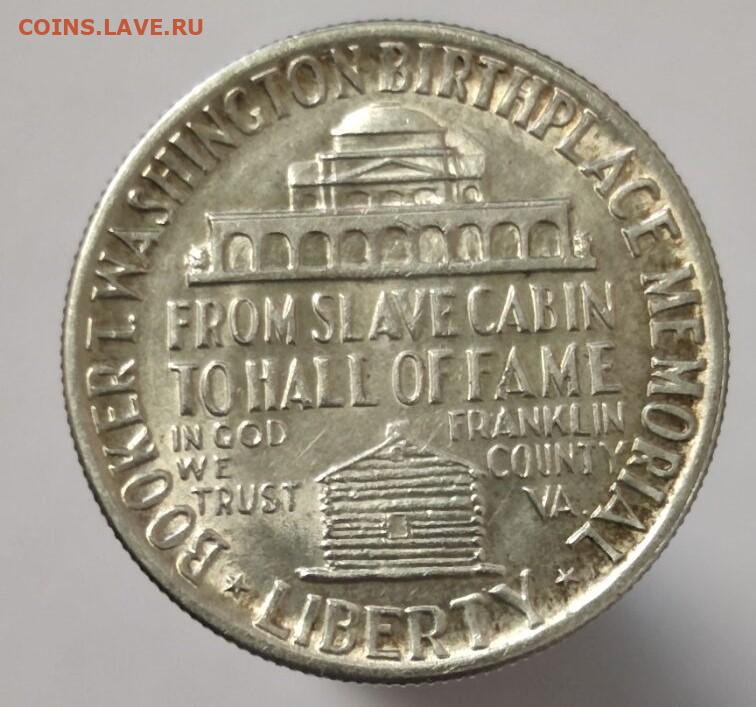 COINS.LAVE.RU
BOOKER T. WASHINGTON BIRTHPLACE MEMORIAL
FROM SLAVE CABIN
TO HALL OF FAME
IN GOD
WE
TRUST
FRANKLIN
COUNTY
VA.
LIBERTY